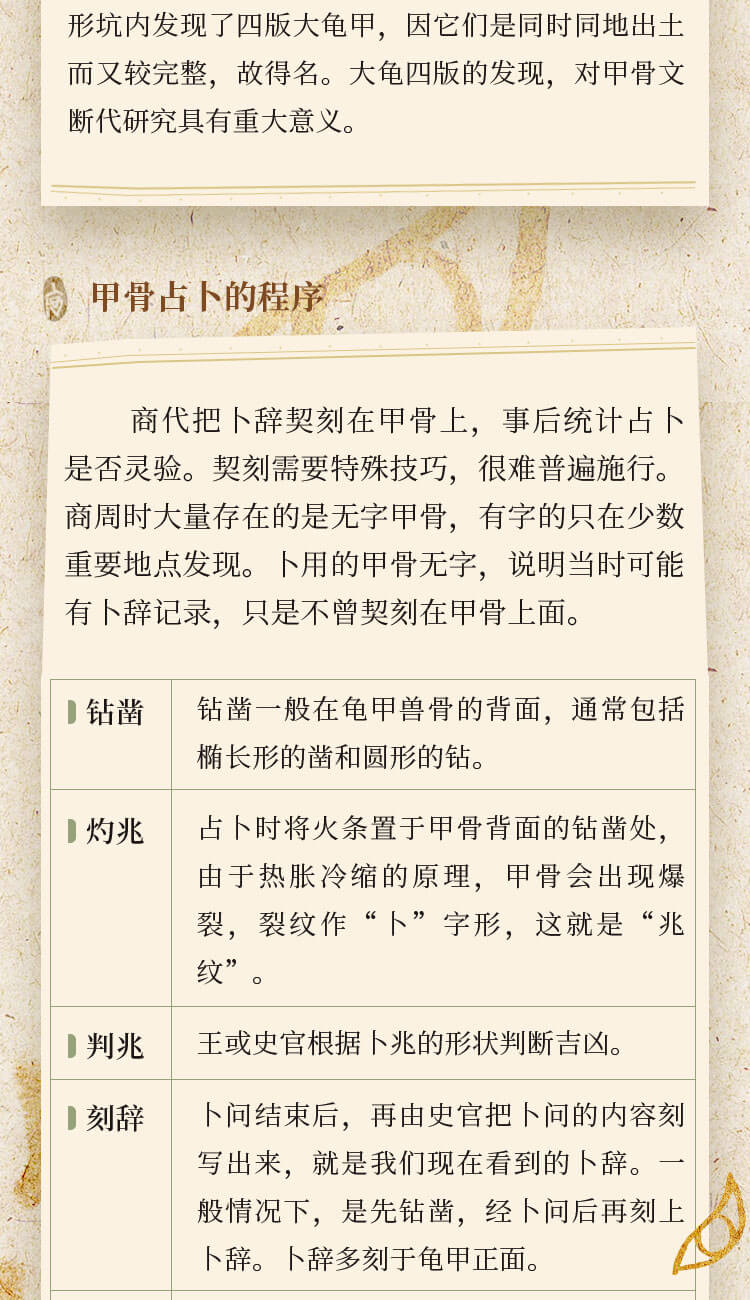 形坑内发现了四版大龟甲，因它们是同时同地出土
而又较完整，故得名。大龟四版的发现，对甲骨文
断代研究具有重大意义。
甲骨占卜的程序
商代把卜辞契刻在甲骨上，事后统计占卜
是否灵验。契刻需要特殊技巧，很难普遍施行。
商周时大量存在的是无字甲骨，有字的只在少数
重要地点发现。卜用的甲骨无字，说明当时可能
有卜辞记录，只是不曾契刻在甲骨上面。
钻凿
钻凿一般在龟甲兽骨的背面，通常包括
椭长形的凿和圆形的钻。
灼兆
占卜时将火条置于甲骨背面的钻凿处，
由于热胀冷缩的原理，甲骨会出现爆
裂，裂纹作“卜”字形，这就是“兆
纹”。
判兆
王或史官根据卜兆的形状判断吉凶。
刻辞
卜问结束后，再由史官把卜问的内容刻
写出来，就是我们现在看到的卜辞。一
般情况下，是先钻凿，经卜问后再刻上
卜辞。卜辞多刻于龟甲正面。